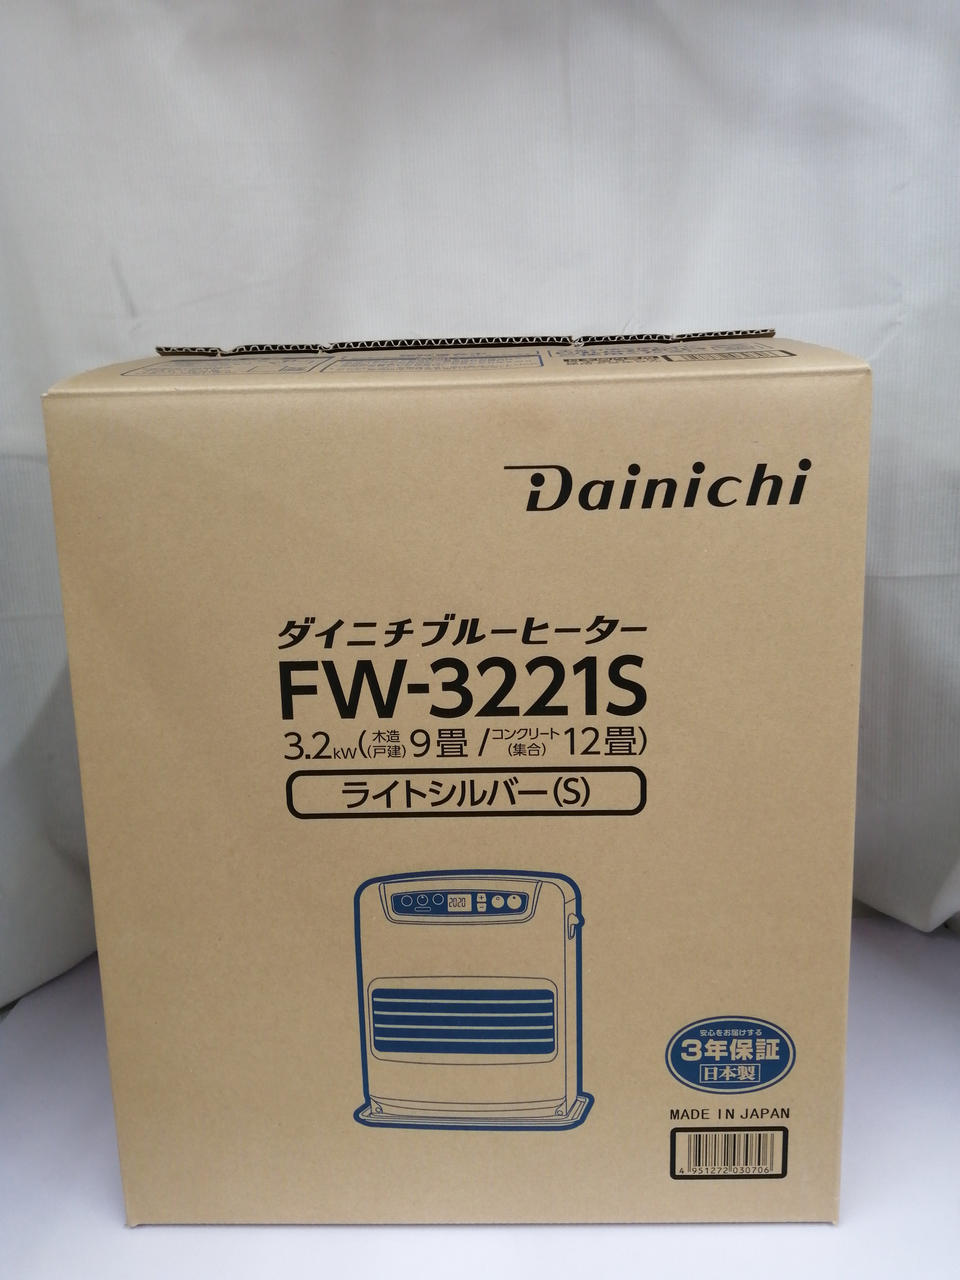 Dainichi
ダイニチブルーヒーター
FW-3221S
3.2kW(木造(戸建)9畳/コンクリート(集合)12畳)
ライトシルバー(S)
2020
安心をお届けする
3年保証
日本製
MADE IN JAPAN
4 951272 030706